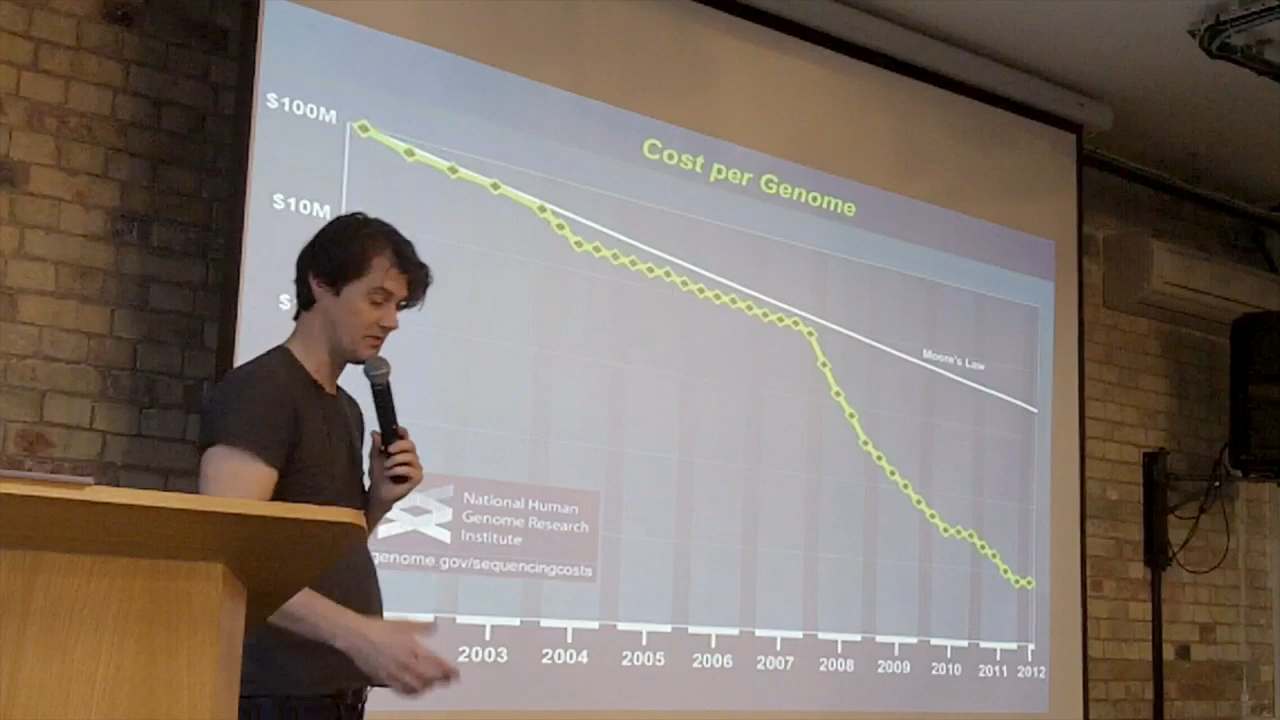 $100M
Cost per Genome
$10M
Moore's Law
National Human
Genome Research
Institute
genome.gov/sequencingcosts
2003 2004 2005 2006 2007 2008 2009 2010 2011 2012